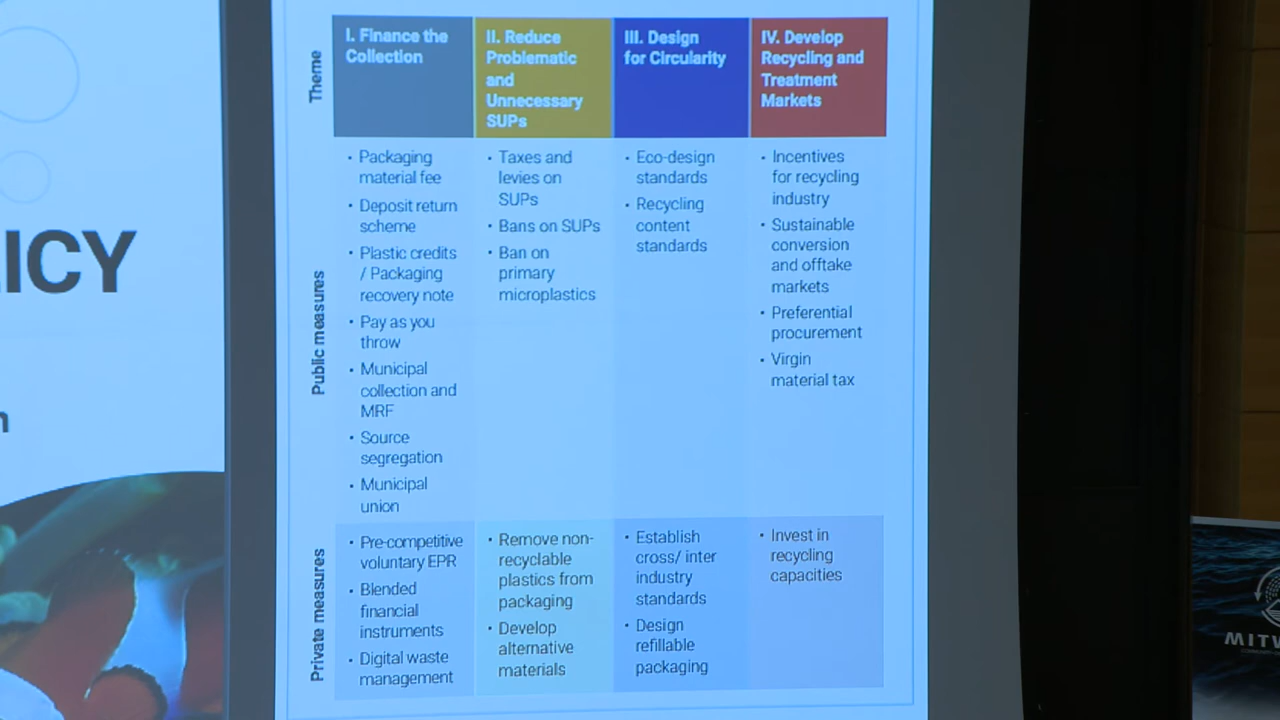 ICY
n
Theme
I. Finance the
Collection
II. Reduce
Problematic
and
Unnecessary
SUPs
III. Design
for Circularity
IV. Develop
Recycling and
Treatment
Markets
Public measures
• Packaging
material fee
• Deposit return
scheme
• Plastic credits
/ Packaging
recovery note
• Pay as you
throw
• Municipal
collection and
MRF
• Source
segregation
• Municipal
union
• Taxes and
levies on
SUPs
• Bans on SUPs
• Ban on
primary
microplastics
• Eco-design
standards
• Recycling
content
standards
• Incentives
for recycling
industry
• Sustainable
conversion
and offtake
markets
• Preferential
procurement
• Virgin
material tax
Private measures
• Pre-competitive
voluntary EPR
• Blended
financial
instruments
• Digital waste
management
• Remove non-
recyclable
plastics from
packaging
• Develop
alternative
materials
• Establish
cross/ inter
industry
standards
• Design
refillable
packaging
• Invest in
recycling
capacities
MITW